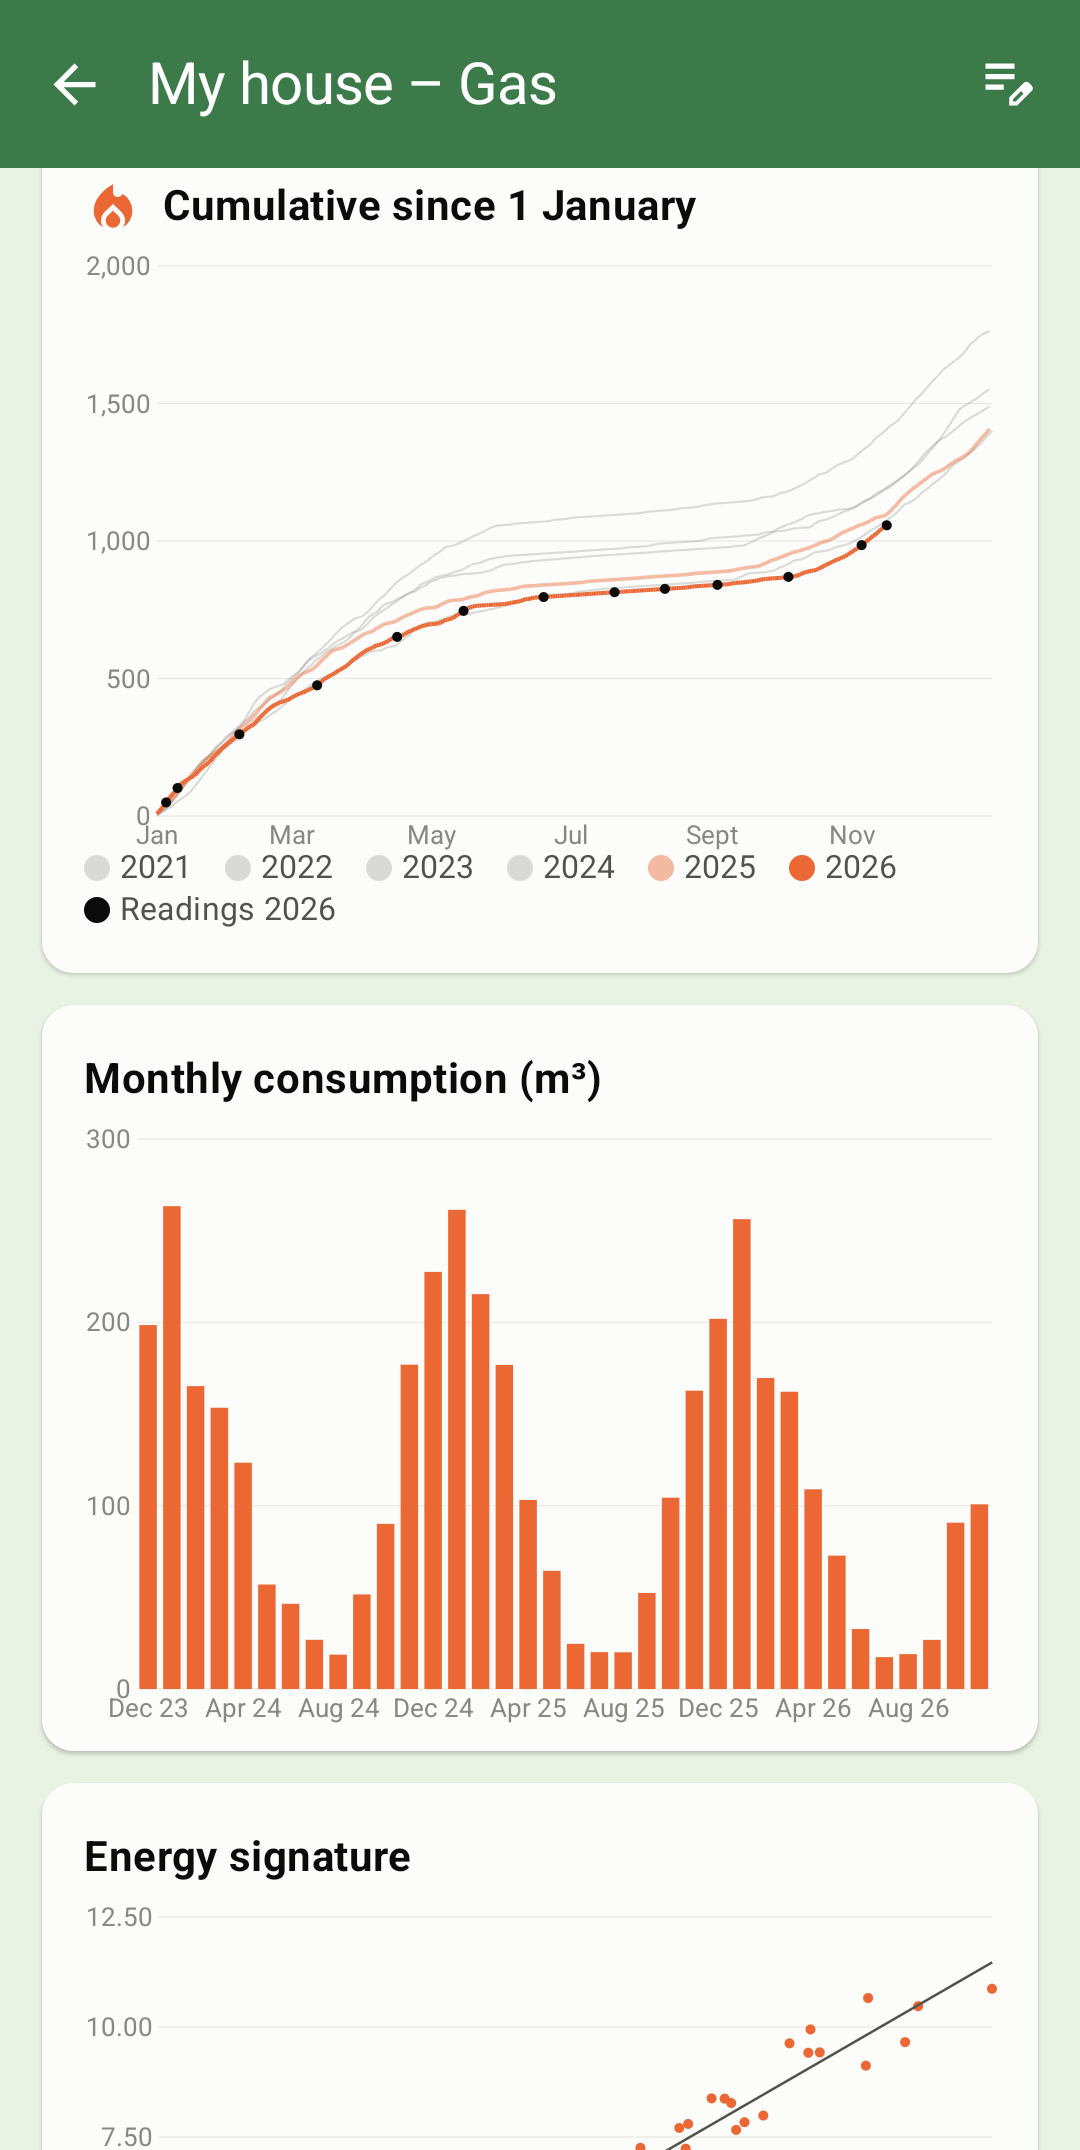 My house – Gas
Cumulative since 1 January
2,000
1,500
1,000
500
0
Jan Mar May Jul Sept Nov
2021 2022 2023 2024 2025 2026
Readings 2026
Monthly consumption (m³)
300
200
100
0
Dec 23 Apr 24 Aug 24 Dec 24 Apr 25 Aug 25 Dec 25 Apr 26 Aug 26
Energy signature
12.50
10.00
7.50